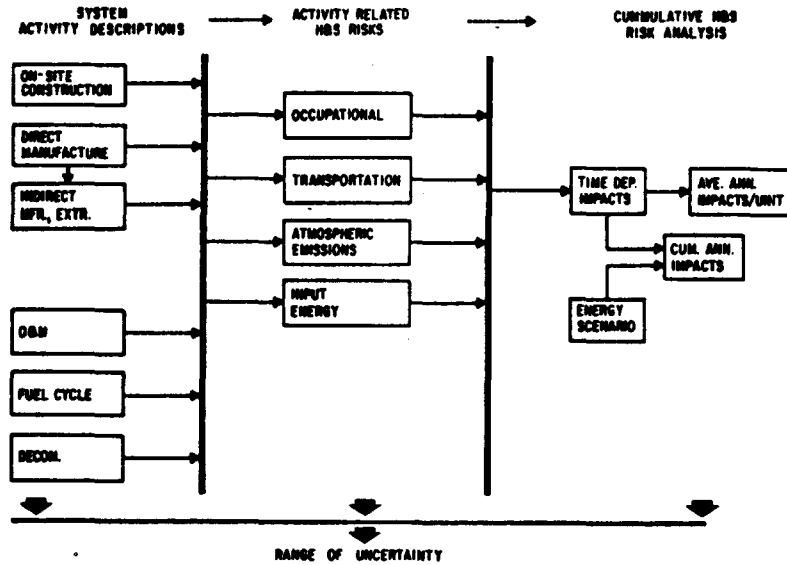 SYSTEM
ACTIVITY DESCRIPTIONS
ACTIVITY RELATED
H&S RISKS
CUMMULATIVE H&S
RISK ANALYSIS
ON-SITE
CONSTRUCTION
DIRECT
MANUFACTURE
INDIRECT
MFR., EXTR.
O&M
FUEL CYCLE
DECOM.
OCCUPATIONAL
TRANSPORTATION
ATMOSPHERIC
EMISSIONS
INPUT
ENERGY
TIME DEP.
IMPACTS
AVE. ANN.
IMPACTS/UNIT
CUM. ANN.
IMPACTS
ENERGY
SCENARIO
RANGE OF UNCERTAINTY